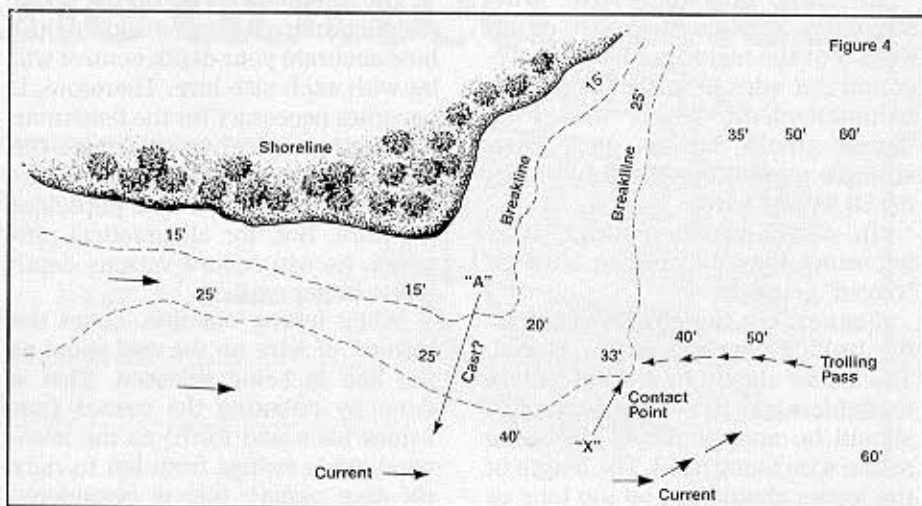 Figure 4
15'
25'
35' 50' 60'
Shoreline
Breakline
Breakline
15'
25'
15'
"A"
20'
25
Cast?
33'
40'
50'
Trolling
Pass
Contact
Point
40'
"X"
60'
Current
Current